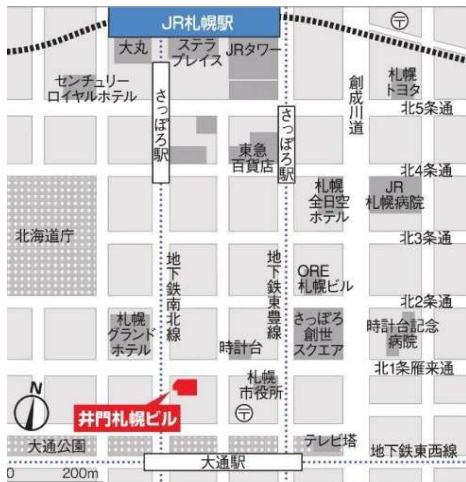 JR札幌駅
〒
大丸
ステラ
プレイス
JRタワー
センチュリー
ロイヤルホテル
さっぽろ駅
さっぽろ駅
創成川道
札幌
トヨタ
北5条通
東急
百貨店
北4条通
札幌
全日空
ホテル
JR
札幌病院
北海道庁
北3条通
地下鉄南北線
地下鉄東豊線
ORE
札幌ビル
北2条通
札幌
グランド
ホテル
時計台
さっぽろ
創世
スクエア
時計台記念
病院
北1条雁来通
N
井門札幌ビル
札幌
市役所
〒
大通公園
テレビ塔
地下鉄東西線
大通駅
0
200m